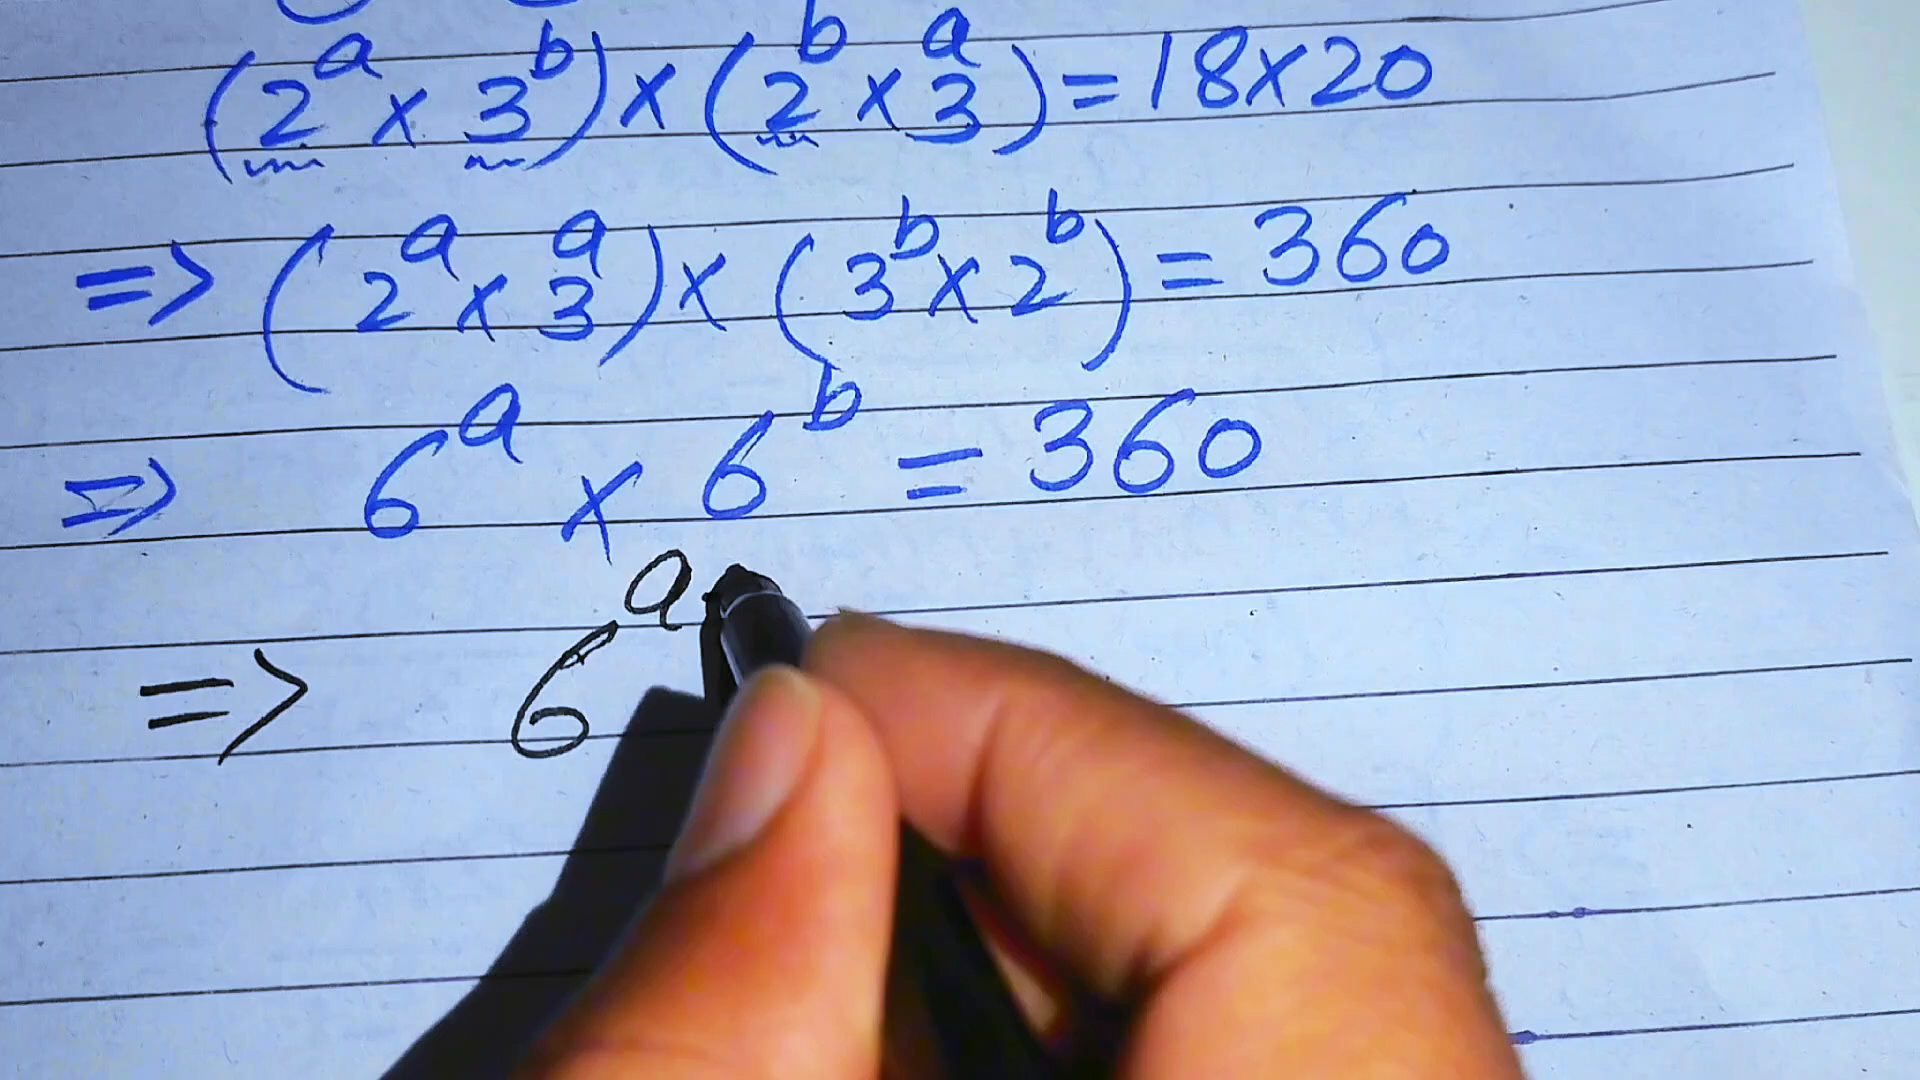 (2^a × 3^b) × (2^b × 3^a) = 18×20
=> (2^a × 3^a) × (3^b × 2^b) = 360
=> 6^a × 6^b = 360
=> 6^a